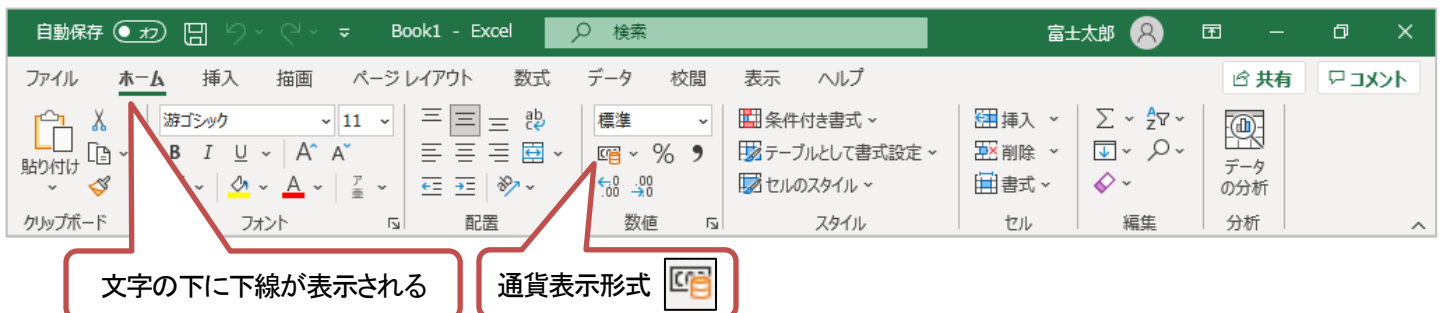 自動保存 オフ Book1 - Excel 検索 富士太郎
ファイル ホーム 挿入 描画 ページ レイアウト 数式 データ 校閲 表示 ヘルプ 共有 コメント
游ゴシック 11 標準 条件付き書式 挿入
貼り付け B I U A A % 9 テーブルとして書式設定 削除 データ
の分析
A ア 亜 .00 .00 セルのスタイル 書式
クリップボード フォント 配置 数値 スタイル セル 編集 分析
文字の下に下線が表示される 通貨表示形式